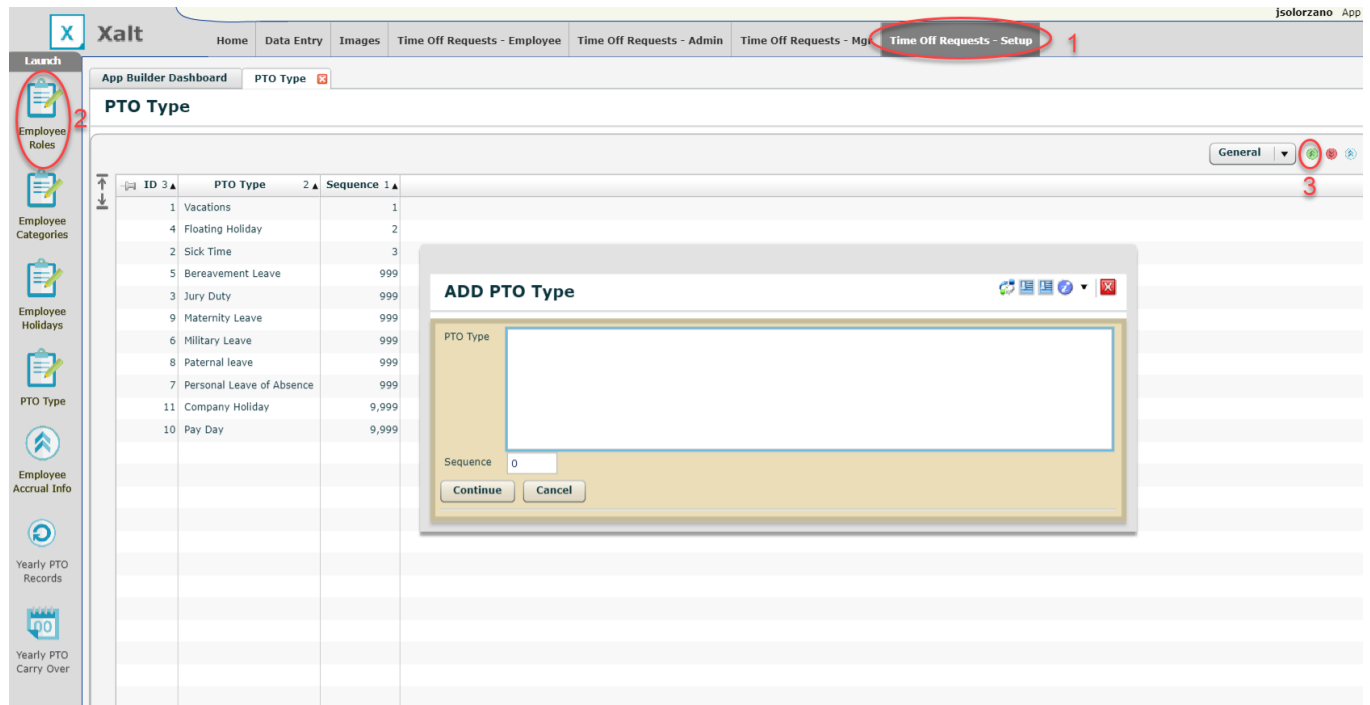 jsolorzano App
X Xalt
Home Data Entry Images Time Off Requests - Employee Time Off Requests - Admin Time Off Requests - Mgr Time Off Requests - Setup 1
Launch
App Builder Dashboard PTO Type
PTO Type
2
Employee
Roles
Employee
Categories
Employee
Holidays
PTO Type
Employee
Accrual Info
Yearly PTO
Records
00
Yearly PTO
Carry Over
General
3
ID 3 PTO Type 2 Sequence 1
1 Vacations 1
4 Floating Holiday 2
2 Sick Time 3
5 Bereavement Leave 999
3 Jury Duty 999
9 Maternity Leave 999
6 Military Leave 999
8 Paternal leave 999
7 Personal Leave of Absence 999
11 Company Holiday 9,999
10 Pay Day 9,999
ADD PTO Type
PTO Type
Sequence 0
Continue Cancel